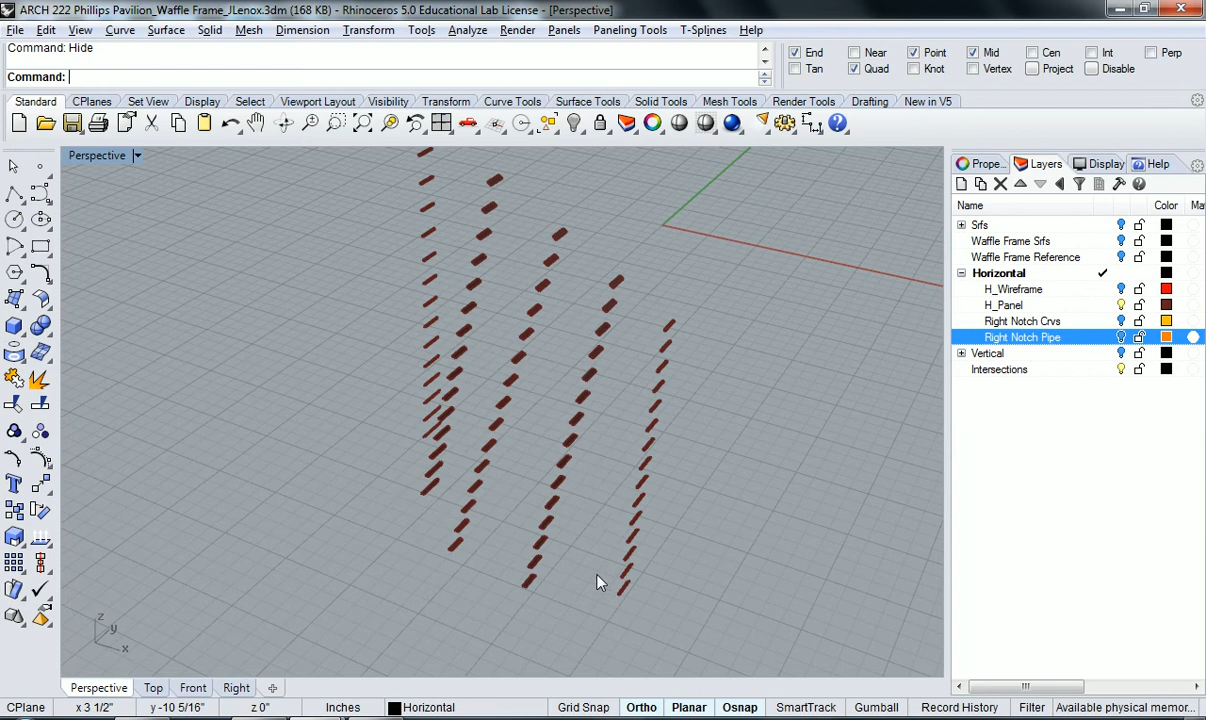 ARCH 222 Phillips Pavilion_Waffle Frame_JLenox.3dm (168 KB) - Rhinoceros 5.0 Educational Lab License - [Perspective]
File Edit View Curve Surface Solid Mesh Dimension Transform Tools Analyze Render Panels Paneling Tools T-Splines Help
Command: Hide
Command:
End Near Point Mid Cen Int Perp
Tan Quad Knot Vertex Project Disable
Standard CPlanes Set View Display Select Viewport Layout Visibility Transform Curve Tools Surface Tools Solid Tools Mesh Tools Render Tools Drafting New in V5
Perspective
Prope... Layers Display Help
Name Color Ma
Srfs
Waffle Frame Srfs
Waffle Frame Reference
Horizontal
H_Wireframe
H_Panel
Right Notch Crvs
Right Notch Pipe
Vertical
Intersections
z
y
x
Perspective Top Front Right
CPlane x 3 1/2" y -10 5/16" z 0" Inches Horizontal Grid Snap Ortho Planar Osnap SmartTrack Gumball Record History Filter Available physical memor...